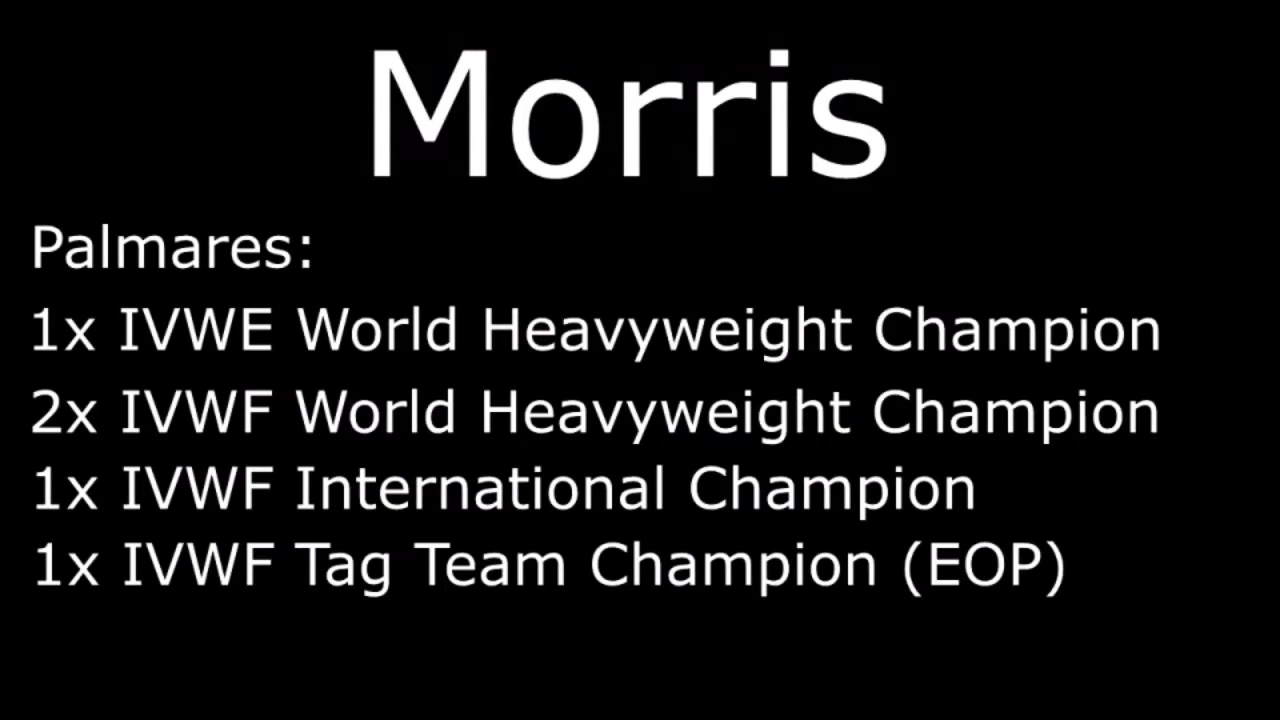 Morris
Palmares:
1x IVWE World Heavyweight Champion
2x IVWF World Heavyweight Champion
1x IVWF International Champion
1x IVWF Tag Team Champion (EOP)